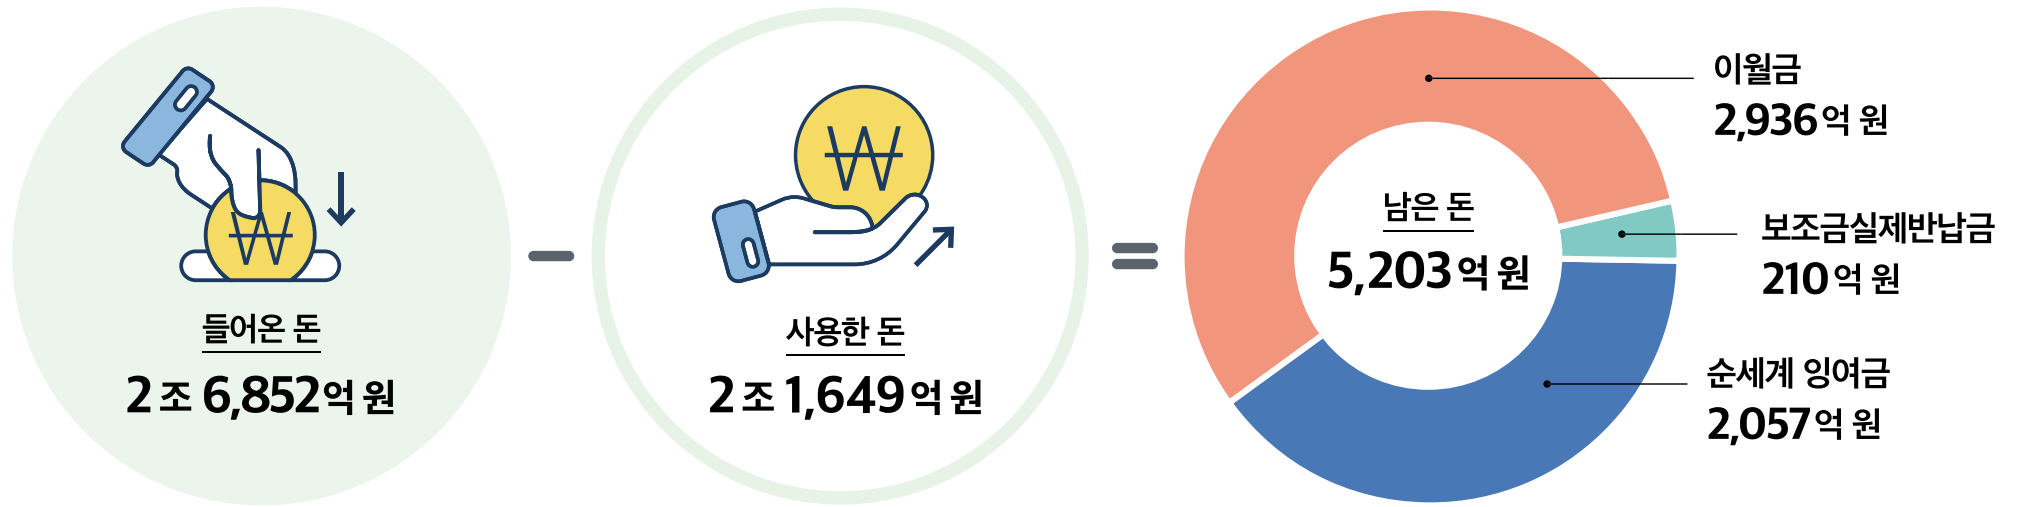 들어온 돈
2조 6,852억 원
-
사용한 돈
2조 1,649억 원
=
남은 돈
5,203억 원
이월금
2,936억 원
보조금실제반납금
210억 원
순세계 잉여금
2,057억 원